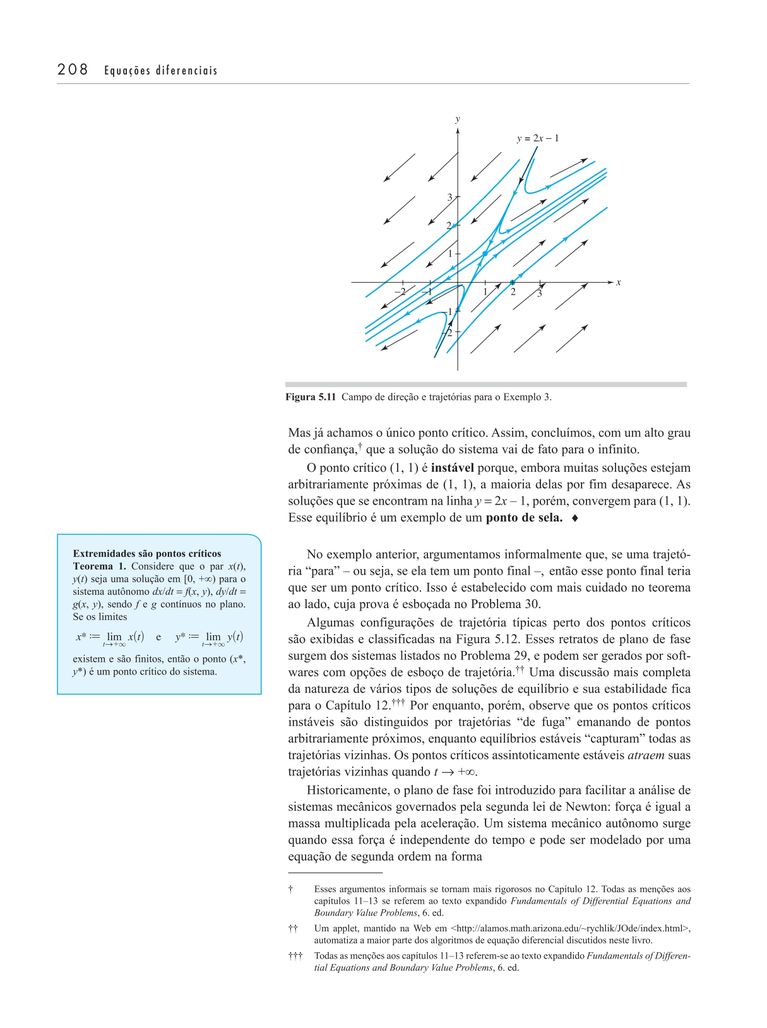 208 Equações diferenciais
y
y = 2x − 1
3
2
1
x
−2 −1 1 2 3
−1
−2
Figura 5.11 Campo de direção e trajetórias para o Exemplo 3.
Mas já achamos o único ponto crítico. Assim, concluímos, com um alto grau
de confiança,† que a solução do sistema vai de fato para o infinito.
O ponto crítico (1, 1) é instável porque, embora muitas soluções estejam
arbitrariamente próximas de (1, 1), a maioria delas por fim desaparece. As
soluções que se encontram na linha y = 2x – 1, porém, convergem para (1, 1).
Esse equilíbrio é um exemplo de um ponto de sela. ♦
Extremidades são pontos críticos
Teorema 1. Considere que o par x(t),
y(t) seja uma solução em [0, +∞) para o
sistema autônomo dx/dt = f(x, y), dy/dt =
g(x, y), sendo f e g contínuos no plano.
Se os limites
x* := lim x(t) e y* := lim y(t)
t→+∞ t→+∞
existem e são finitos, então o ponto (x*,
y*) é um ponto crítico do sistema.
No exemplo anterior, argumentamos informalmente que, se uma trajetó-
ria “para” – ou seja, se ela tem um ponto final –, então esse ponto final teria
que ser um ponto crítico. Isso é estabelecido com mais cuidado no teorema
ao lado, cuja prova é esboçada no Problema 30.
Algumas configurações de trajetória típicas perto dos pontos críticos
são exibidas e classificadas na Figura 5.12. Esses retratos de plano de fase
surgem dos sistemas listados no Problema 29, e podem ser gerados por soft-
wares com opções de esboço de trajetória.†† Uma discussão mais completa
da natureza de vários tipos de soluções de equilíbrio e sua estabilidade fica
para o Capítulo 12.††† Por enquanto, porém, observe que os pontos críticos
instáveis são distinguidos por trajetórias “de fuga” emanando de pontos
arbitrariamente próximos, enquanto equilíbrios estáveis “capturam” todas as
trajetórias vizinhas. Os pontos críticos assintoticamente estáveis atraem suas
trajetórias vizinhas quando t → +∞.
Historicamente, o plano de fase foi introduzido para facilitar a análise de
sistemas mecânicos governados pela segunda lei de Newton: força é igual a
massa multiplicada pela aceleração. Um sistema mecânico autônomo surge
quando essa força é independente do tempo e pode ser modelado por uma
equação de segunda ordem na forma
† Esses argumentos informais se tornam mais rigorosos no Capítulo 12. Todas as menções aos
capítulos 11–13 se referem ao texto expandido Fundamentals of Differential Equations and
Boundary Value Problems, 6. ed.
†† Um applet, mantido na Web em <http://alamos.math.arizona.edu/~rychlik/JOde/index.html>,
automatiza a maior parte dos algoritmos de equação diferencial discutidos neste livro.
††† Todas as menções aos capítulos 11–13 referem-se ao texto expandido Fundamentals of Differen-
tial Equations and Boundary Value Problems, 6. ed.